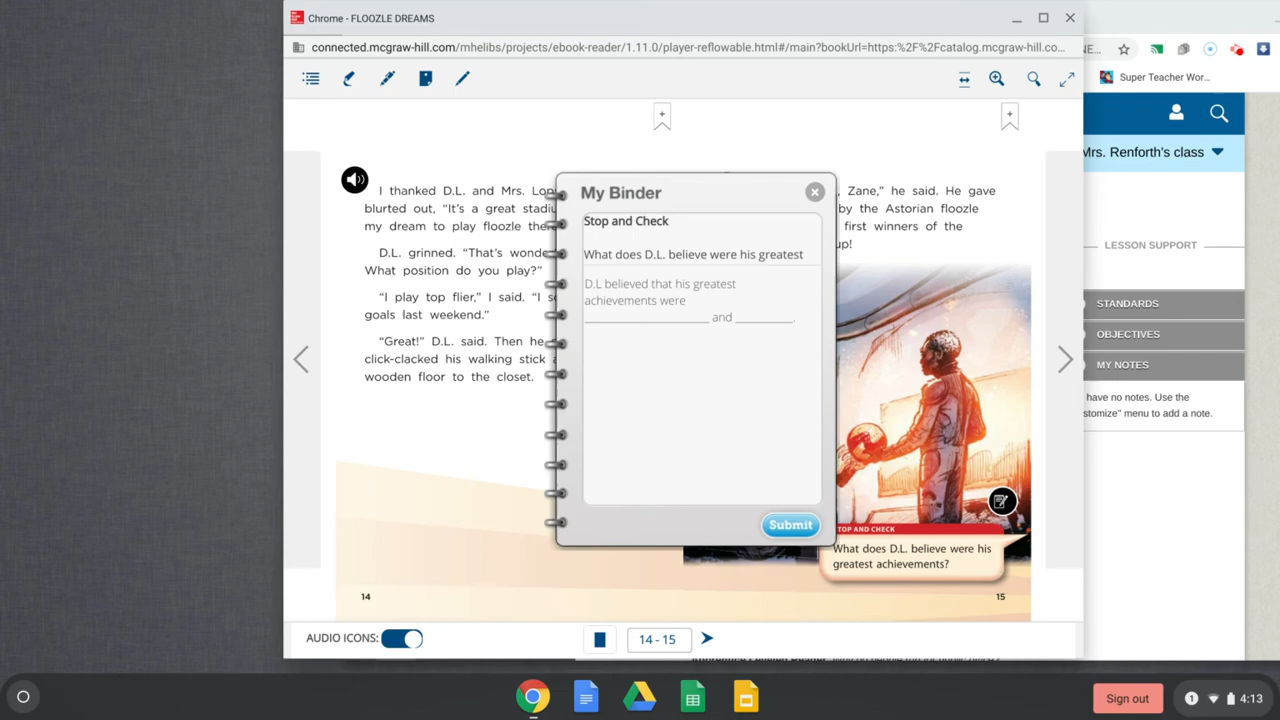 Chrome - FLOOZLE DREAMS
connected.mcgraw-hill.com/mhelibs/projects/ebook-reader/1.11.0/player-reflowable.html#/main?bookUrl=https:%2F%2Fcatalog.mcgraw-hill.co...
NE...
Super Teacher Wor...
Mrs. Renforth's class
LESSON SUPPORT
STANDARDS
OBJECTIVES
MY NOTES
have no notes. Use the
stomize" menu to add a note.
I thanked D.L. and Mrs.
blurted out, "It's a great
my dream to play floozle
D.L. grinned. "That's
What position do you play?"
"I play top flier," I said. "I
goals last weekend."
"Great!" D.L. said. Then he
click-clacked his walking stick
wooden floor to the closet.
14
Zane," he said. He gave
by the Astorian floozle
first winners of the
up!
My Binder
Stop and Check
What does D.L. believe were his greatest
D.L believed that his greatest
achievements were
____________________ and _________.
Submit
TOP AND CHECK
What does D.L. believe were his
greatest achievements?
15
AUDIO ICONS:
14 - 15
Sign out
1
4:13